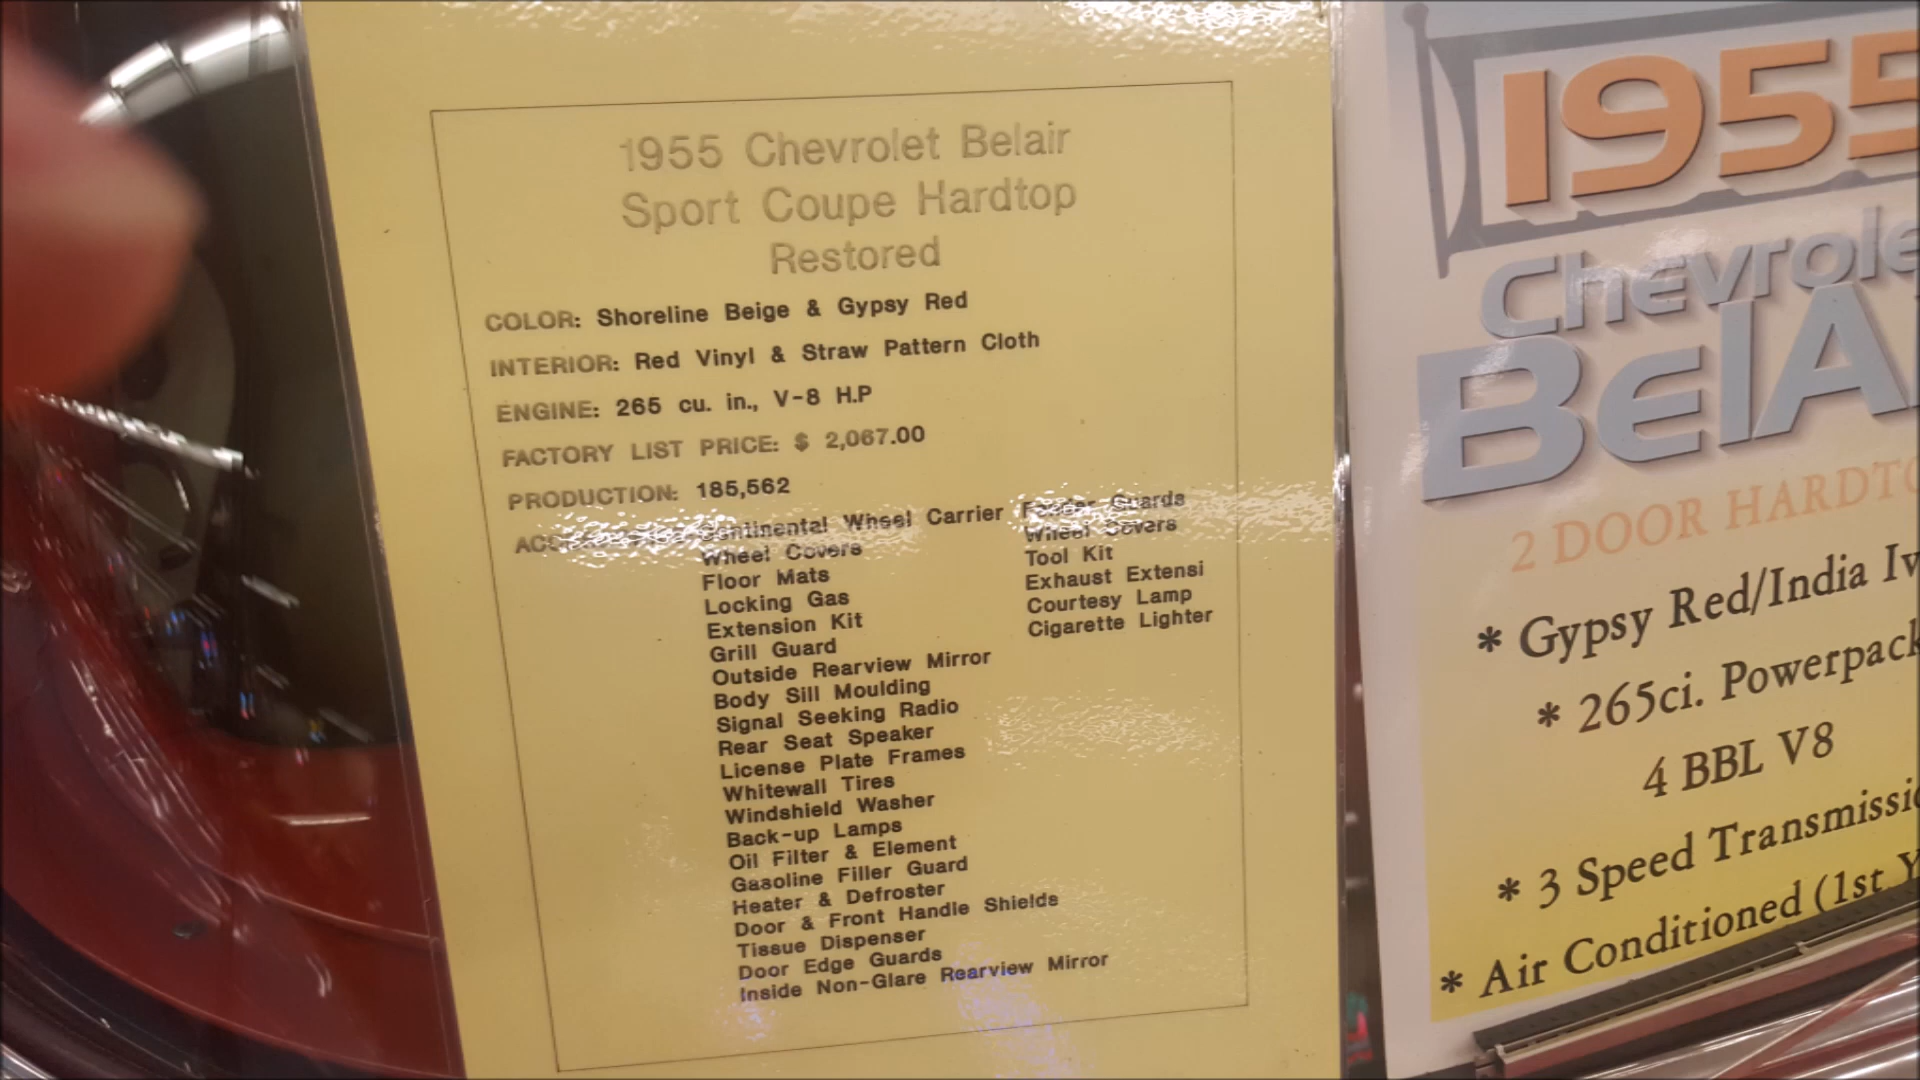 1955 Chevrolet Belair
Sport Coupe Hardtop
Restored
COLOR: Shoreline Beige & Gypsy Red
INTERIOR: Red Vinyl & Straw Pattern Cloth
ENGINE: 265 cu. in., V-8 H.P
FACTORY LIST PRICE: $ 2,067.00
PRODUCTION: 185,562
Continental Wheel Carrier
Wheel Covers
Floor Mats
Locking Gas
Extension Kit
Grill Guard
Outside Rearview Mirror
Body Sill Moulding
Signal Seeking Radio
Rear Seat Speaker
License Plate Frames
Whitewall Tires
Windshield Washer
Back-up Lamps
Oil Filter & Element
Gasoline Filler Guard
Heater & Defroster
Door & Front Handle Shields
Tissue Dispenser
Door Edge Guards
Inside Non-Glare Rearview Mirror
Guards
Wheel Covers
Tool Kit
Exhaust Extensi
Courtesy Lamp
Cigarette Lighter
1955
Chevrole
BelA
2 DOOR HARDTO
* Gypsy Red/India Iv
* 265ci. Powerpack
4 BBL V8
* 3 Speed Transmissi
* Air Conditioned (1st Y